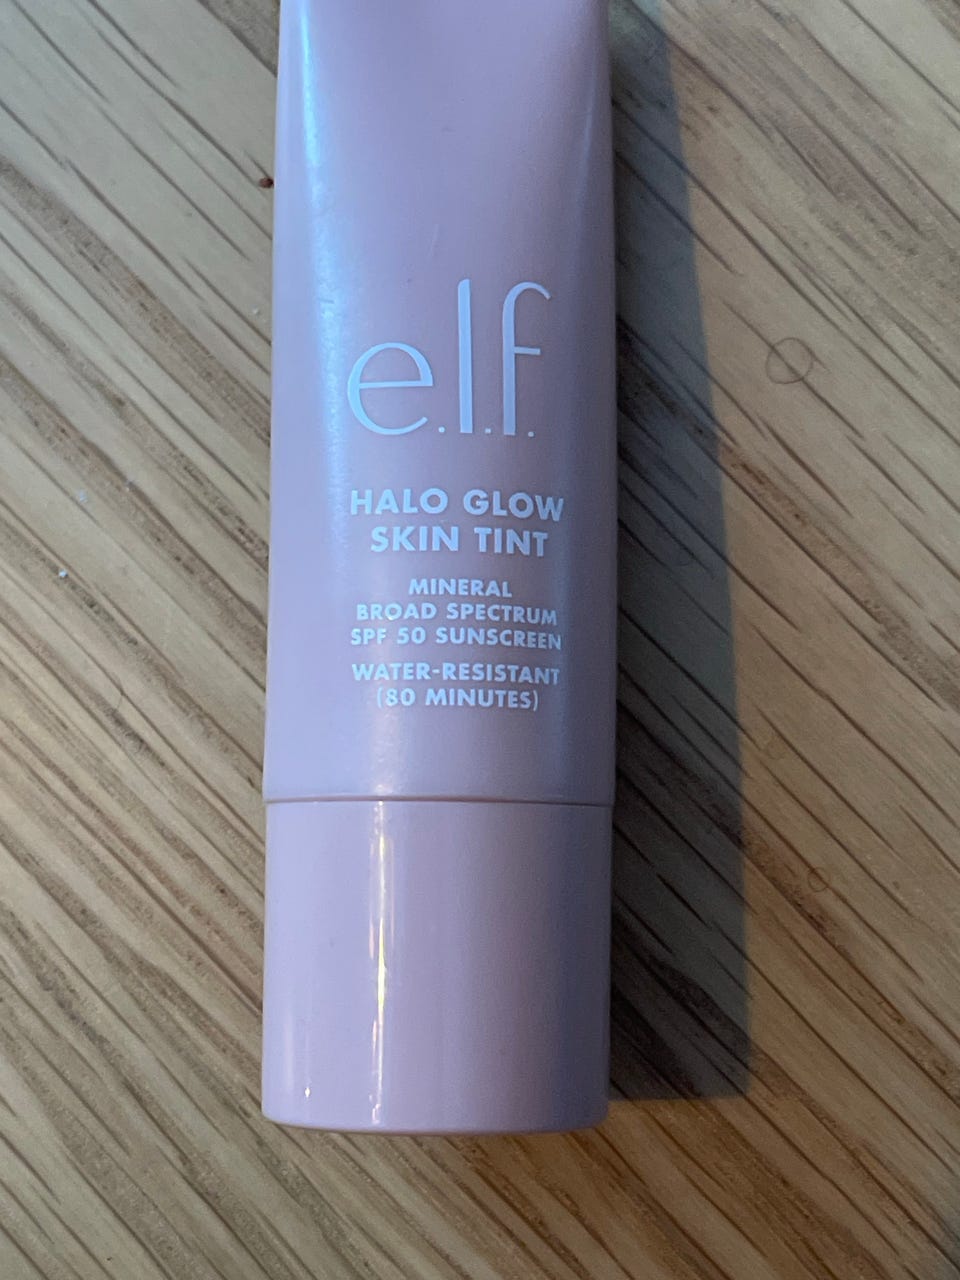 e.l.f.
HALO GLOW
SKIN TINT
MINERAL
BROAD SPECTRUM
SPF 50 SUNSCREEN
WATER-RESISTANT
(80 MINUTES)